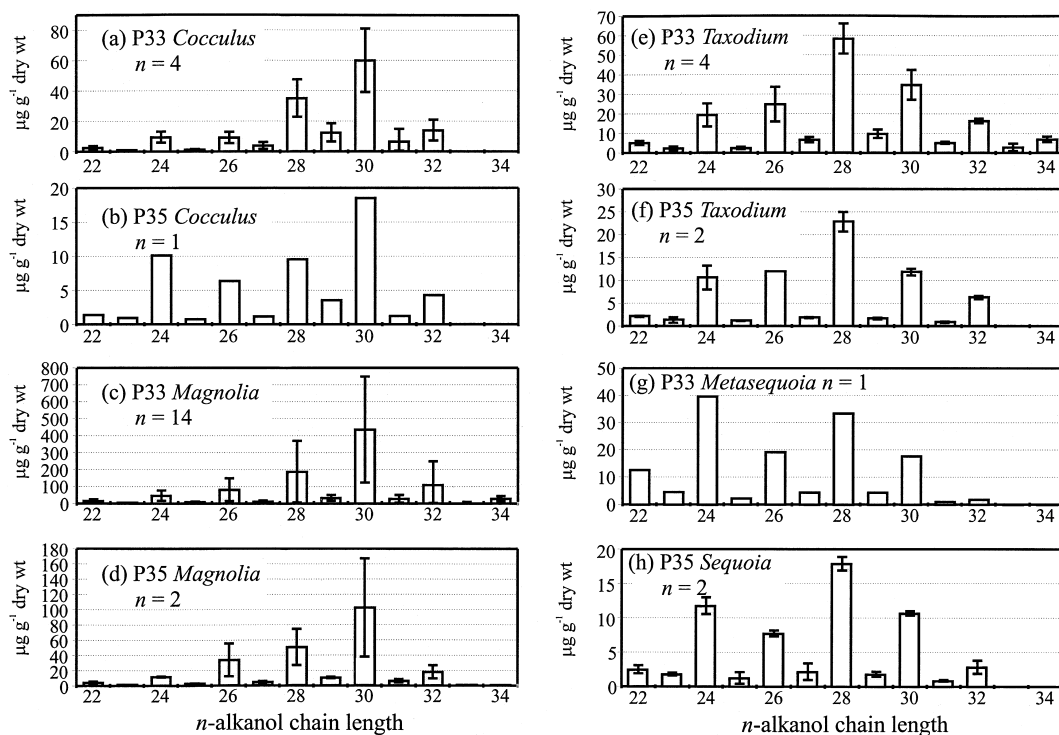 (a) P33 Cocculus
n = 4
µg g⁻¹ dry wt
80
60
40
20
0
22 24 26 28 30 32 34
(b) P35 Cocculus
n = 1
µg g⁻¹ dry wt
20
15
10
5
0
22 24 26 28 30 32 34
(c) P33 Magnolia
n = 14
µg g⁻¹ dry wt
800
700
600
500
400
300
200
100
0
22 24 26 28 30 32 34
(d) P35 Magnolia
n = 2
µg g⁻¹ dry wt
180
160
140
120
100
80
60
40
20
0
22 24 26 28 30 32 34
n-alkanol chain length
(e) P33 Taxodium
n = 4
µg g⁻¹ dry wt
70
60
50
40
30
20
10
0
22 24 26 28 30 32 34
(f) P35 Taxodium
n = 2
µg g⁻¹ dry wt
30
25
20
15
10
5
0
22 24 26 28 30 32 34
(g) P33 Metasequoia n = 1
µg g⁻¹ dry wt
50
40
30
20
10
0
22 24 26 28 30 32 34
(h) P35 Sequoia
n = 2
µg g⁻¹ dry wt
20
15
10
5
0
22 24 26 28 30 32 34
n-alkanol chain length